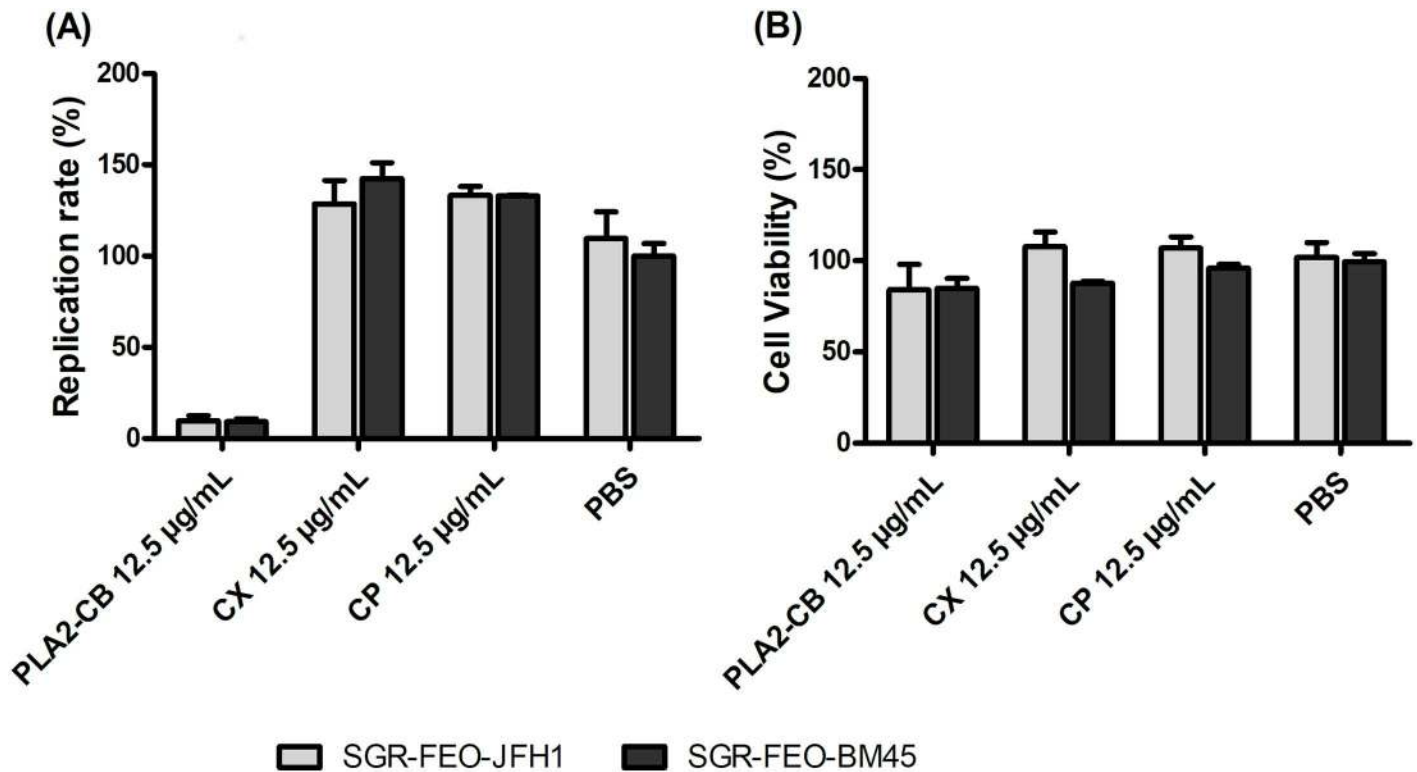 (A)
Replication rate (%)
200
150
100
50
0
PLA2-CB 12.5 µg/mL
CX 12.5 µg/mL
CP 12.5 µg/mL
PBS
(B)
Cell Viability (%)
200
150
100
50
0
PLA2-CB 12.5 µg/mL
CX 12.5 µg/mL
CP 12.5 µg/mL
PBS
SGR-FEO-JFH1
SGR-FEO-BM45